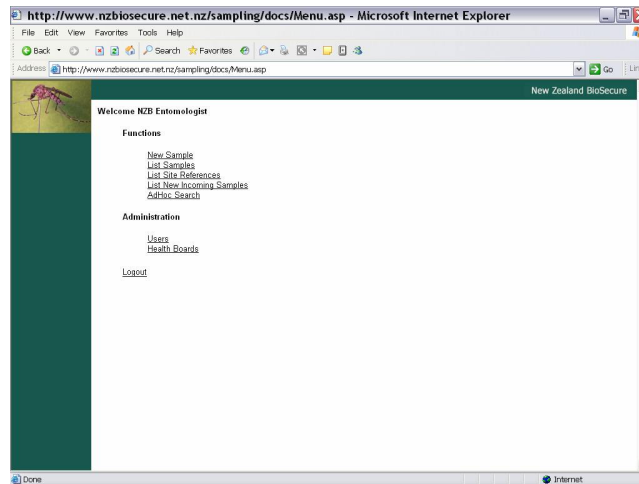 http://www.nzbiosecure.net.nz/sampling/docs/Menu.asp - Microsoft Internet Explorer
File Edit View Favorites Tools Help
Back Search Favorites
Address http://www.nzbiosecure.net.nz/sampling/docs/Menu.asp Go Lin
New Zealand BioSecure
Welcome NZB Entomologist
Functions
New Sample
List Samples
List Site References
List New Incoming Samples
AdHoc Search
Administration
Users
Health Boards
Logout
Done Internet